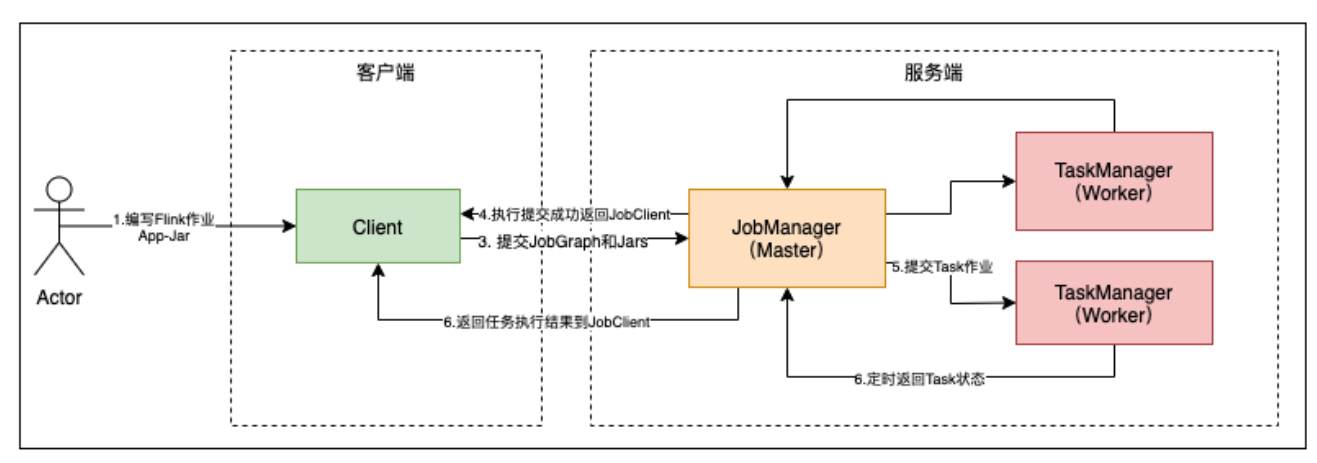 客户端
服务端
TaskManager
（Worker）
1.编写Flink作业
App-Jar
4.执行提交成功返回JobClient
Client
3. 提交JobGraph和Jars
JobManager
（Master）
5.提交Task作业
Actor
TaskManager
（Worker）
6.返回任务执行结果到JobClient
6.定时返回Task状态